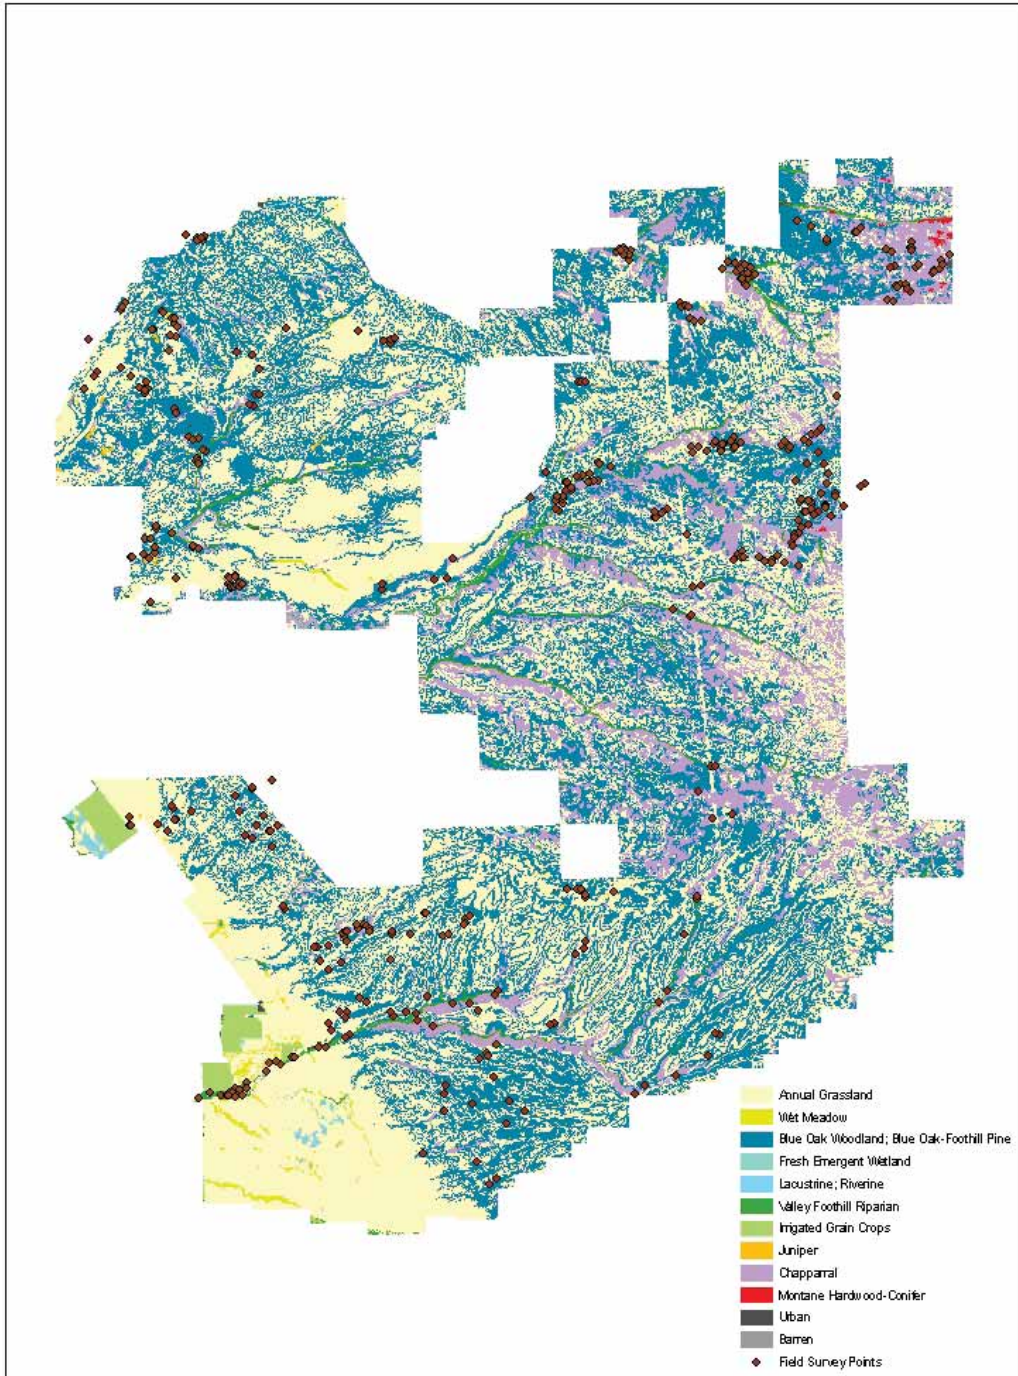 Annual Grassland
Wet Meadow
Blue Oak Woodland; Blue Oak-Foothill Pine
Fresh Emergent Wetland
Lacustrine; Riverine
Valley Foothill Riparian
Irrigated Grain Crops
Juniper
Chapparral
Montane Hardwood-Conifer
Urban
Barren
Field Survey Points